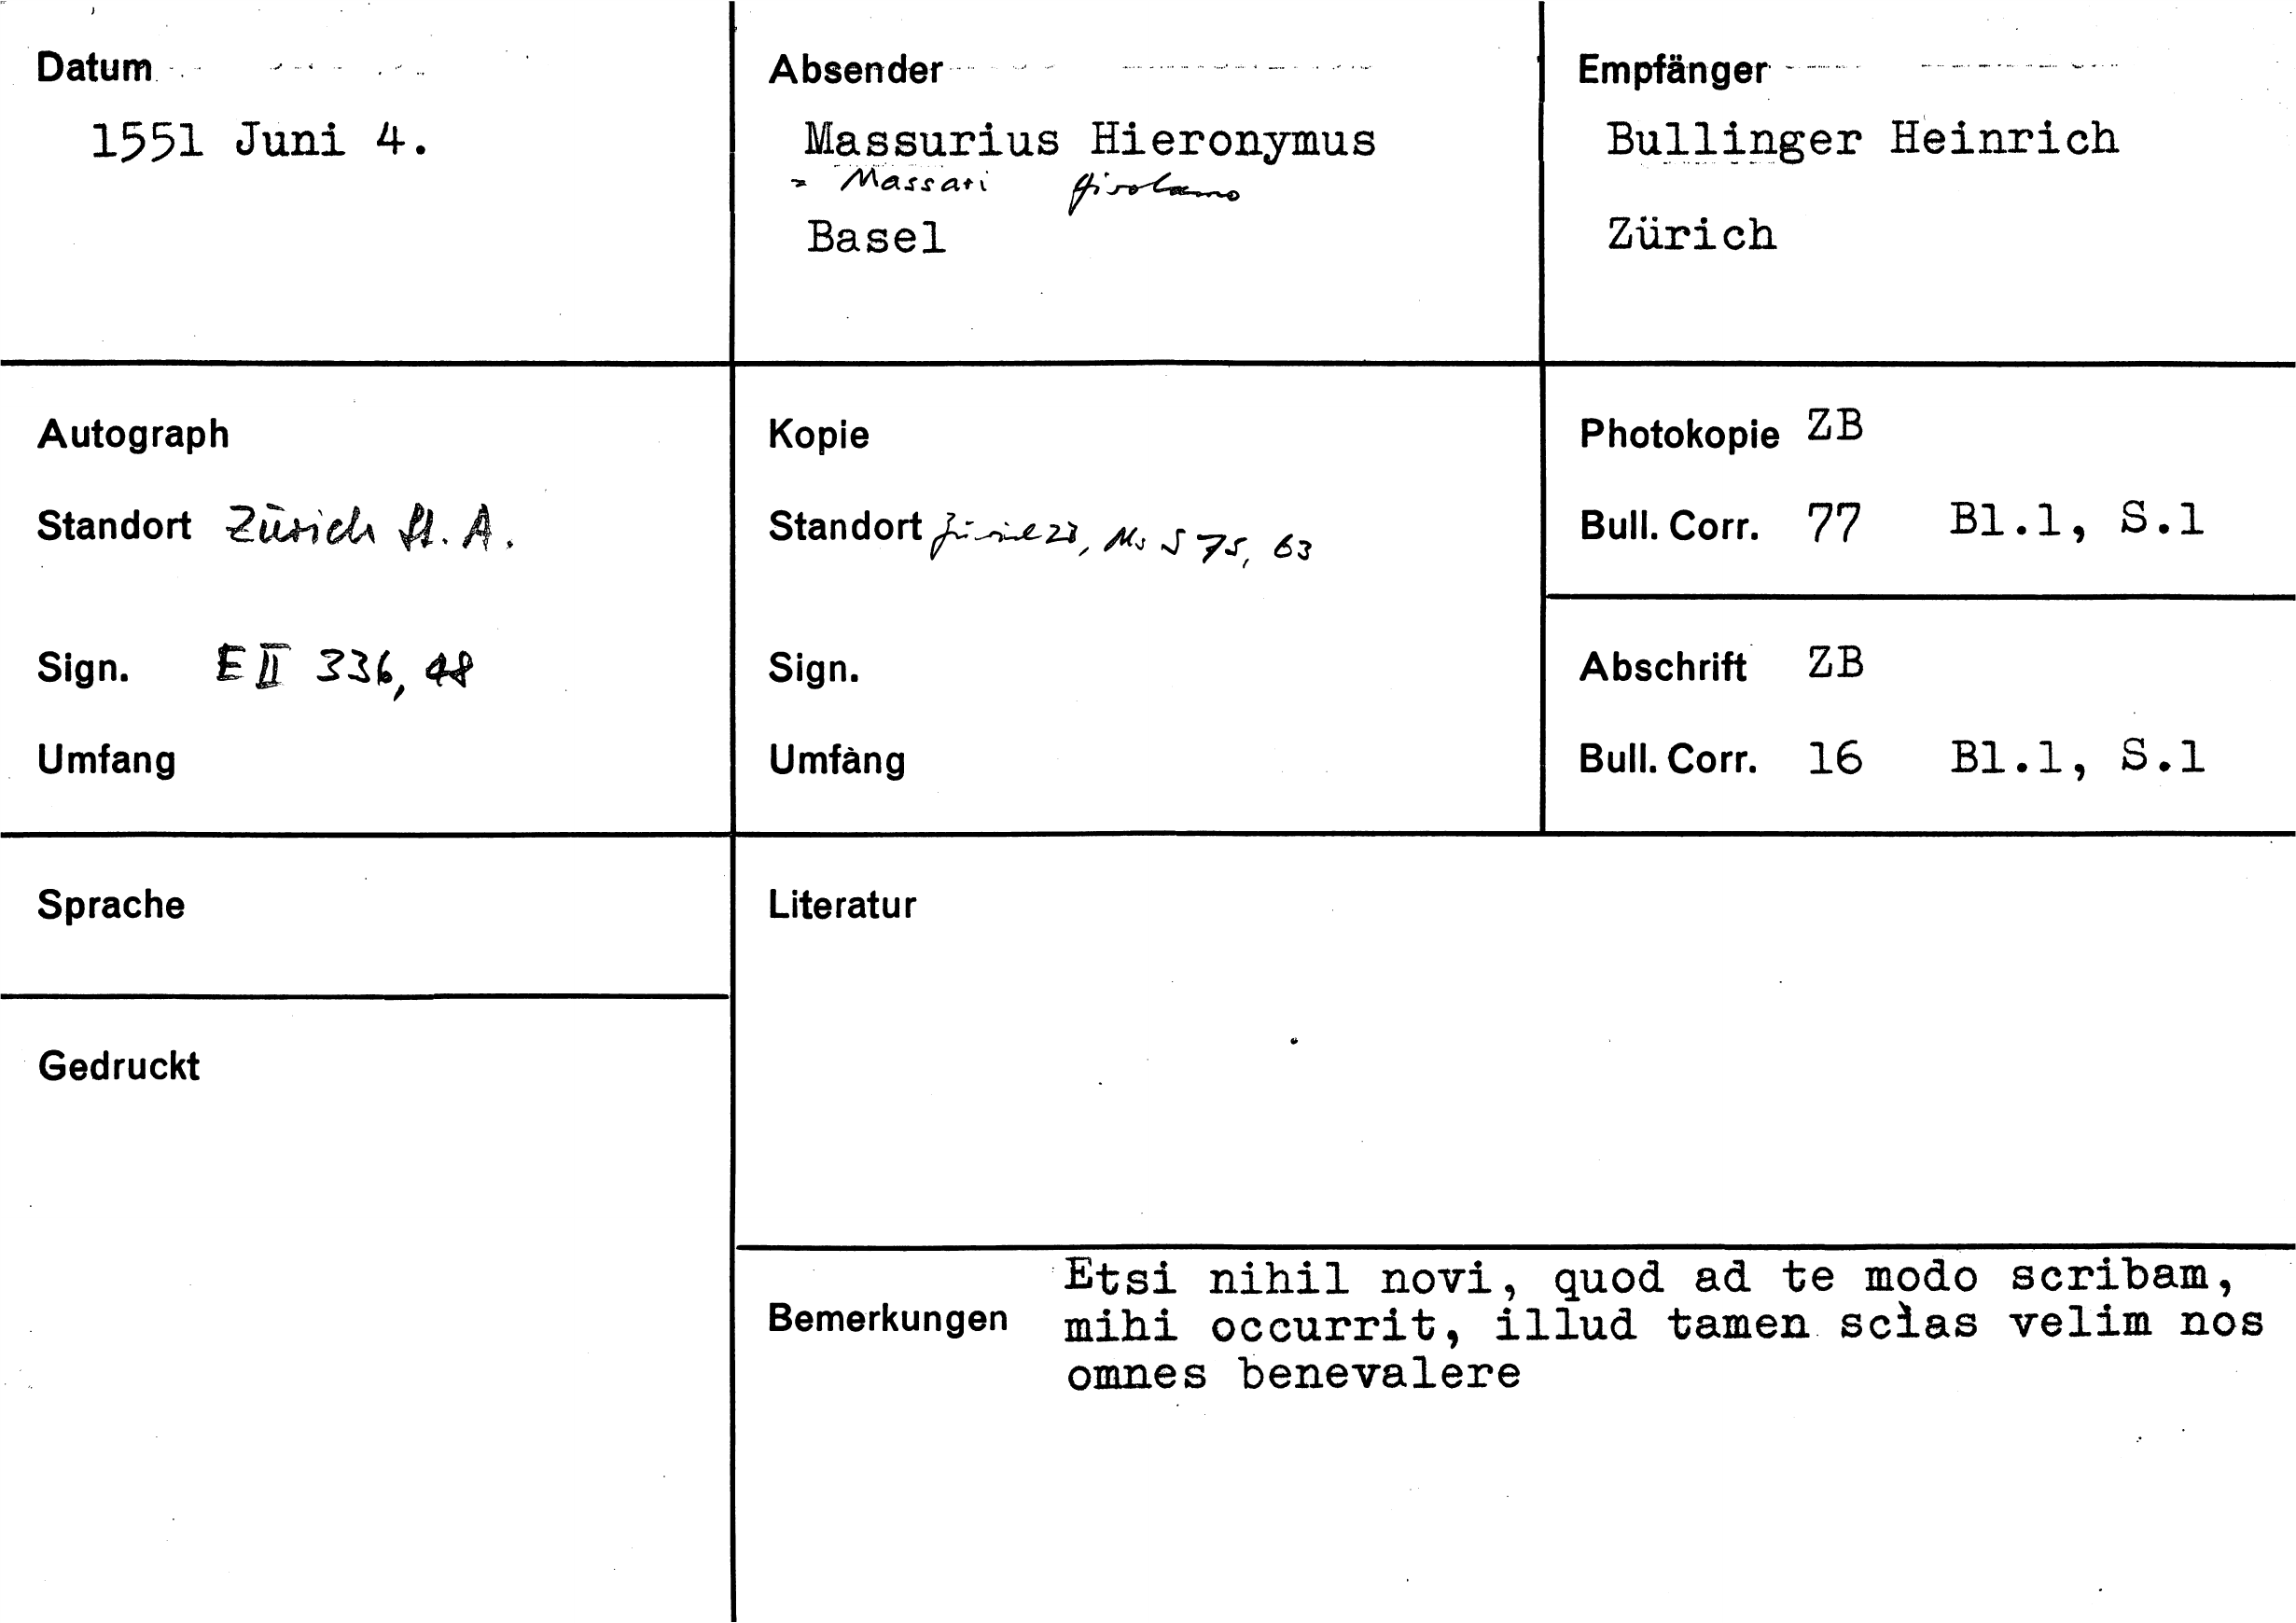 Datum
1551 Juni 4.
Absender
Massurius Hieronymus
= Massari Girolamo
Basel
Empfänger
Bullinger Heinrich
Zürich
Autograph
Standort Zürich St. A.
Sign. E II 336, 48
Umfang
Kopie
Standort Zürich ZB, Ms S 75, 63
Sign.
Umfang
Photokopie ZB
Bull. Corr. 77 Bl.1, S.1
Abschrift ZB
Bull. Corr. 16 Bl.1, S.1
Sprache
Gedruckt
Literatur
Bemerkungen
Etsi nihil novi, quod ad te modo scribam,
mihi occurrit, illud tamen scias velim nos
omnes benevalere